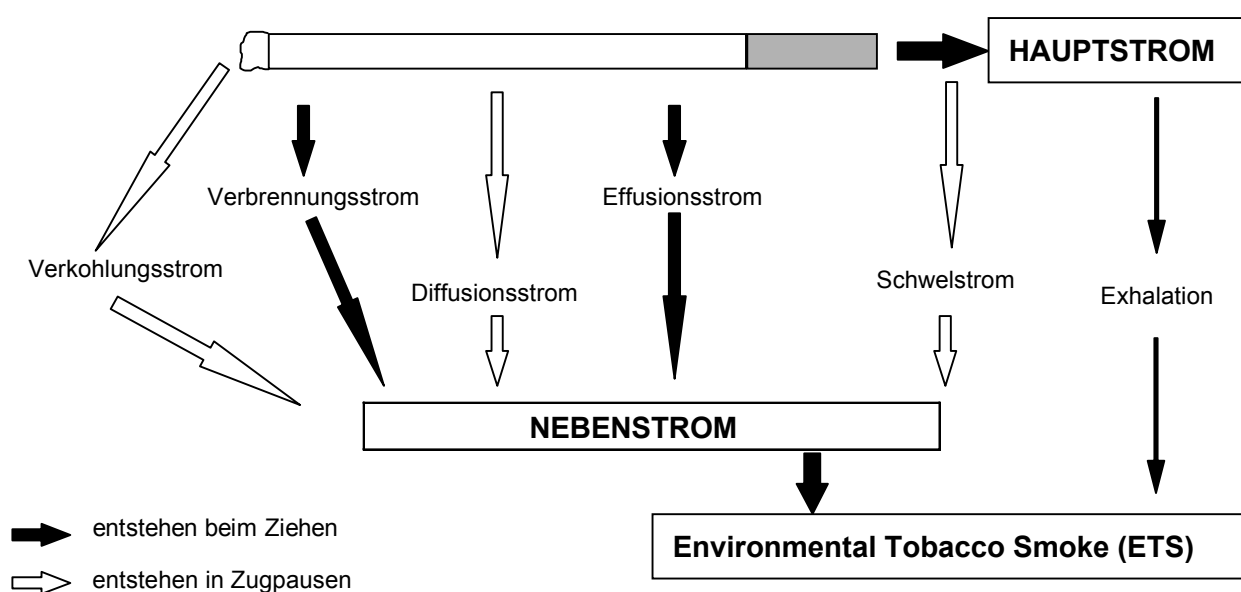 HAUPTSTROM
Verbrennungsstrom
Effusionsstrom
Verkohlungsstrom
Diffusionsstrom
Schwelstrom
Exhalation
NEBENSTROM
entstehen beim Ziehen
Environmental Tobacco Smoke (ETS)
entstehen in Zugpausen